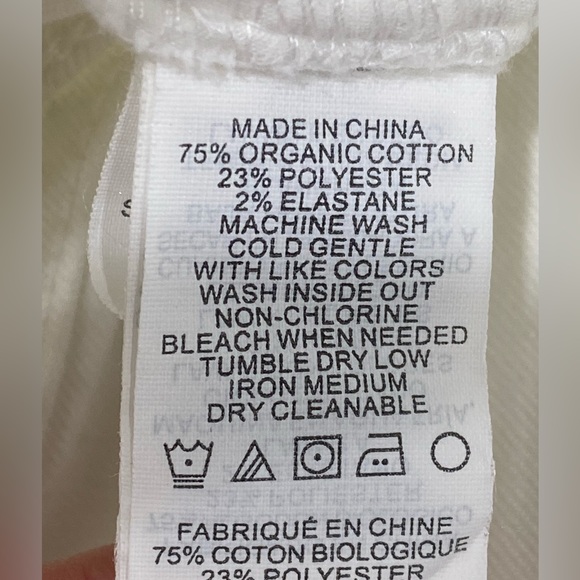 MADE IN CHINA
75% ORGANIC COTTON
23% POLYESTER
2% ELASTANE
MACHINE WASH
COLD GENTLE
WITH LIKE COLORS
WASH INSIDE OUT
NON-CHLORINE
BLEACH WHEN NEEDED
TUMBLE DRY LOW
IRON MEDIUM
DRY CLEANABLE
FABRIQUÉ EN CHINE
75% COTON BIOLOGIQUE
23% POLYESTER